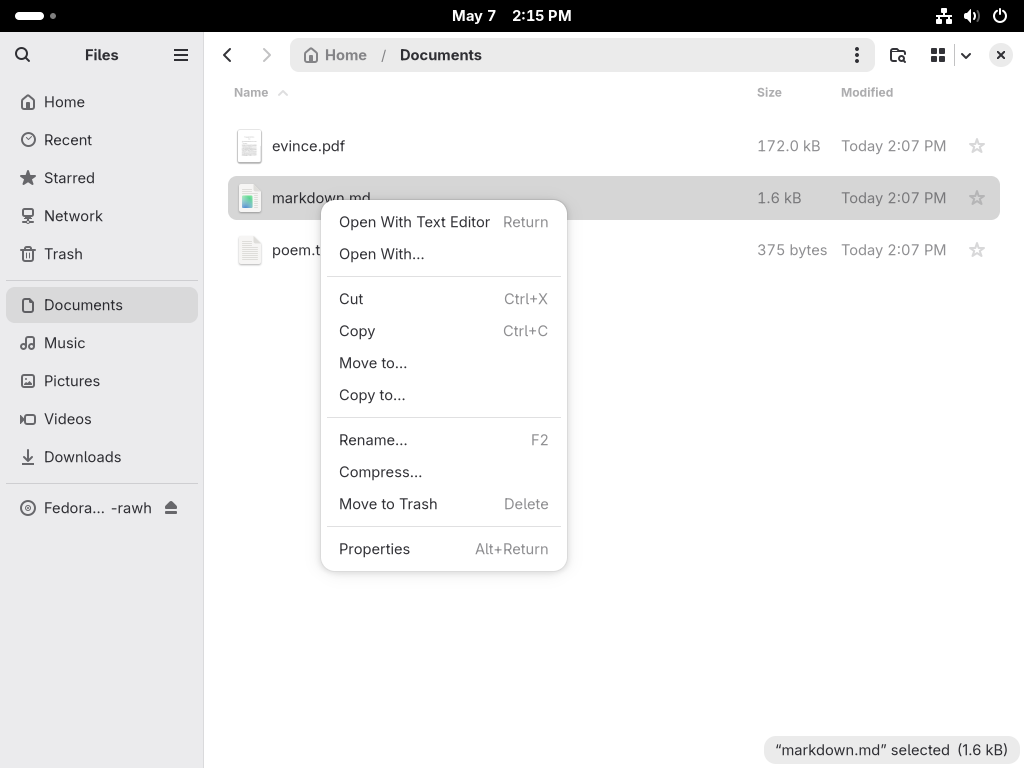 May 7 2:15 PM
Files
Home / Documents
Name Size Modified
Home
Recent
Starred
Network
Trash
Documents
Music
Pictures
Videos
Downloads
Fedora... -rawh
evince.pdf 172.0 kB Today 2:07 PM
markdown.md 1.6 kB Today 2:07 PM
poem.t 375 bytes Today 2:07 PM
Open With Text Editor Return
Open With...
Cut Ctrl+X
Copy Ctrl+C
Move to...
Copy to...
Rename... F2
Compress...
Move to Trash Delete
Properties Alt+Return
“markdown.md” selected (1.6 kB)